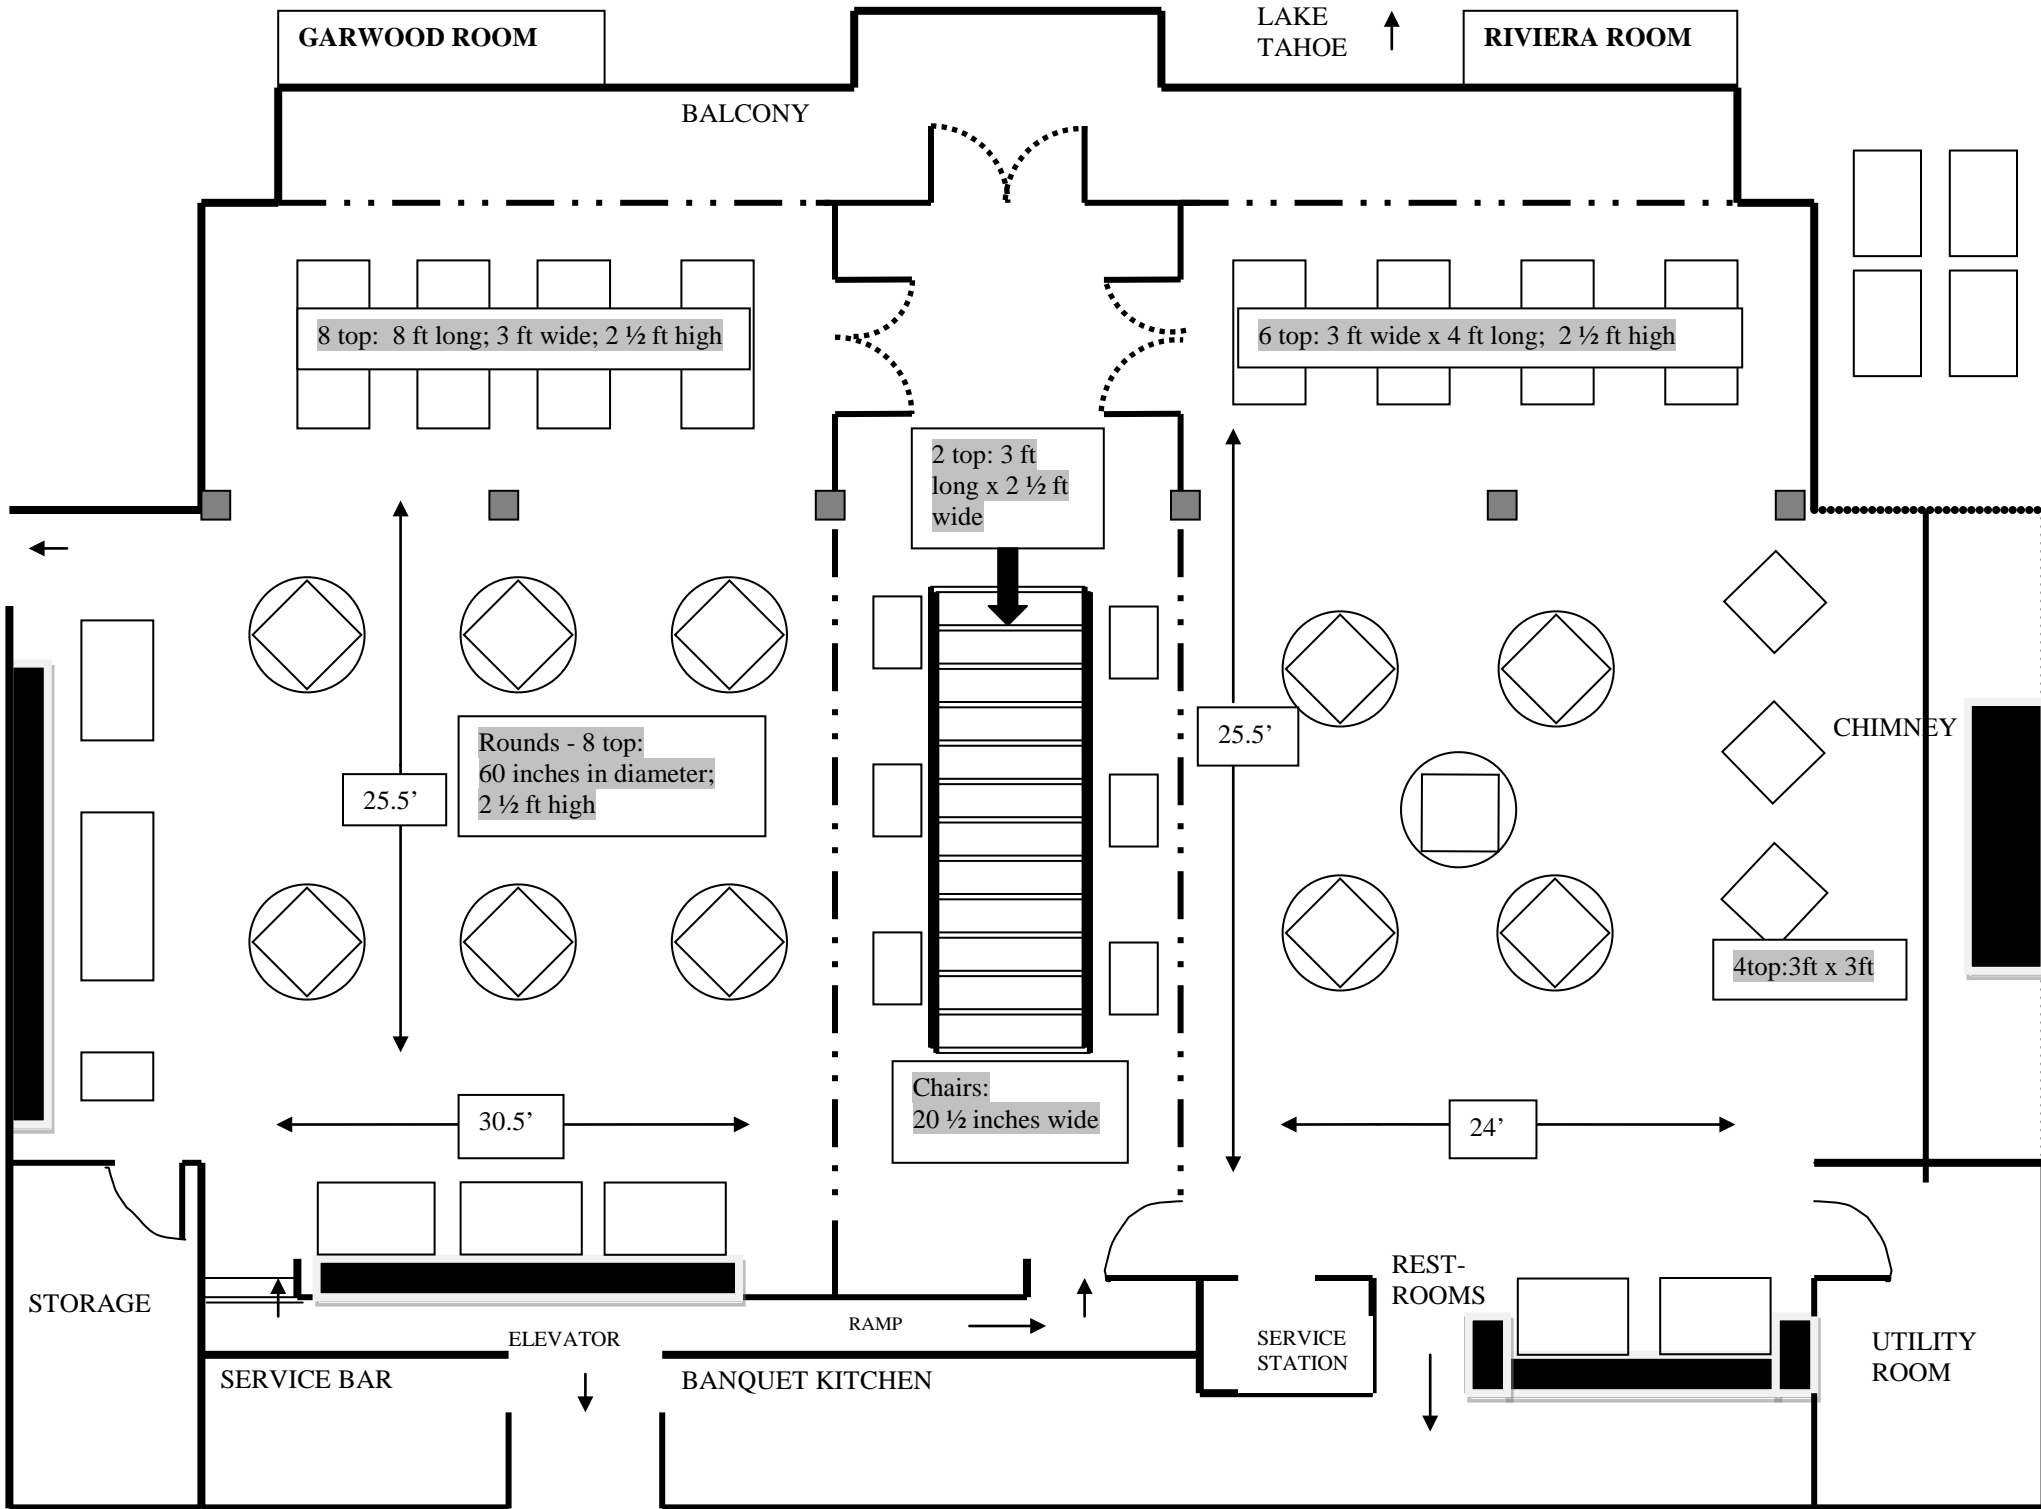 GARWOOD ROOM
LAKE
TAHOE
RIVIERA ROOM
BALCONY
8 top:  8 ft long; 3 ft wide; 2 ½ ft high
6 top: 3 ft wide x 4 ft long;  2 ½ ft high
2 top: 3 ft
long x 2 ½ ft
wide
Rounds - 8 top:
60 inches in diameter;
2 ½ ft high
25.5’
25.5’
CHIMNEY
4top:3ft x 3ft
Chairs:
20 ½ inches wide
30.5’
24’
STORAGE
ELEVATOR
RAMP
SERVICE BAR
BANQUET KITCHEN
SERVICE
STATION
REST-
ROOMS
UTILITY
ROOM